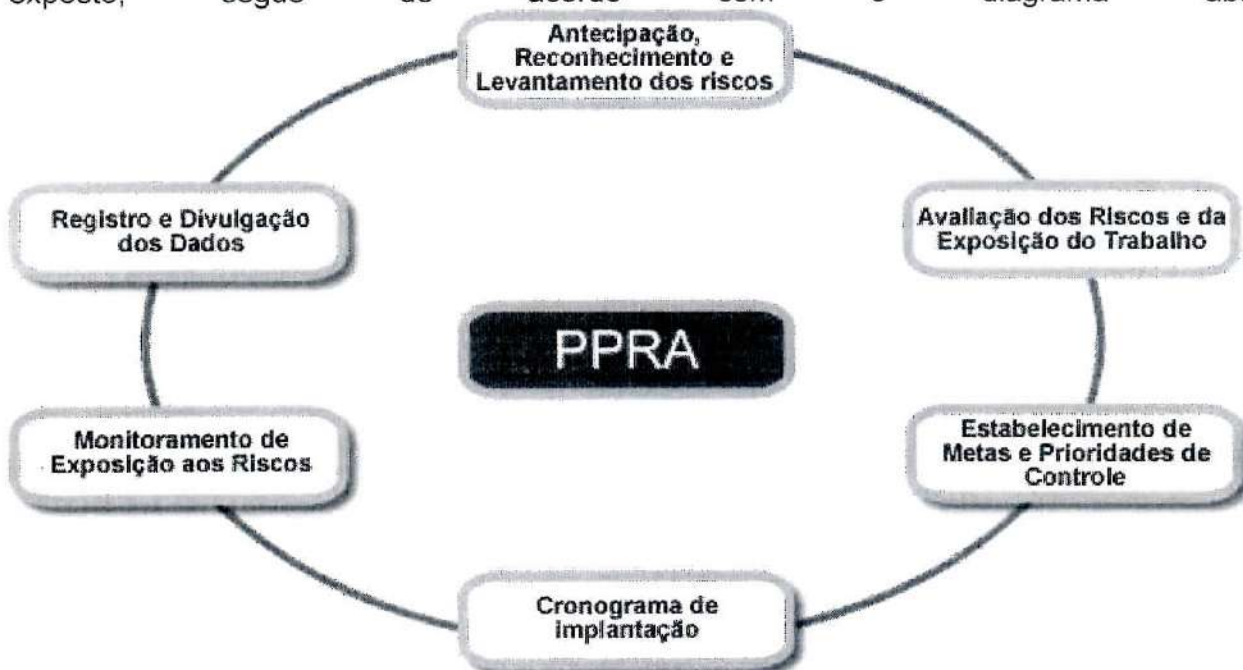 exposto, segue de acordo com o diagrama
Antecipação,
Reconhecimento e
Levantamento dos riscos
Registro e Divulgação
dos Dados
Avaliação dos Riscos e da
Exposição do Trabalho
PPRA
Monitoramento de
Exposição aos Riscos
Estabelecimento de
Metas e Prioridades de
Controle
Cronograma de
implantação